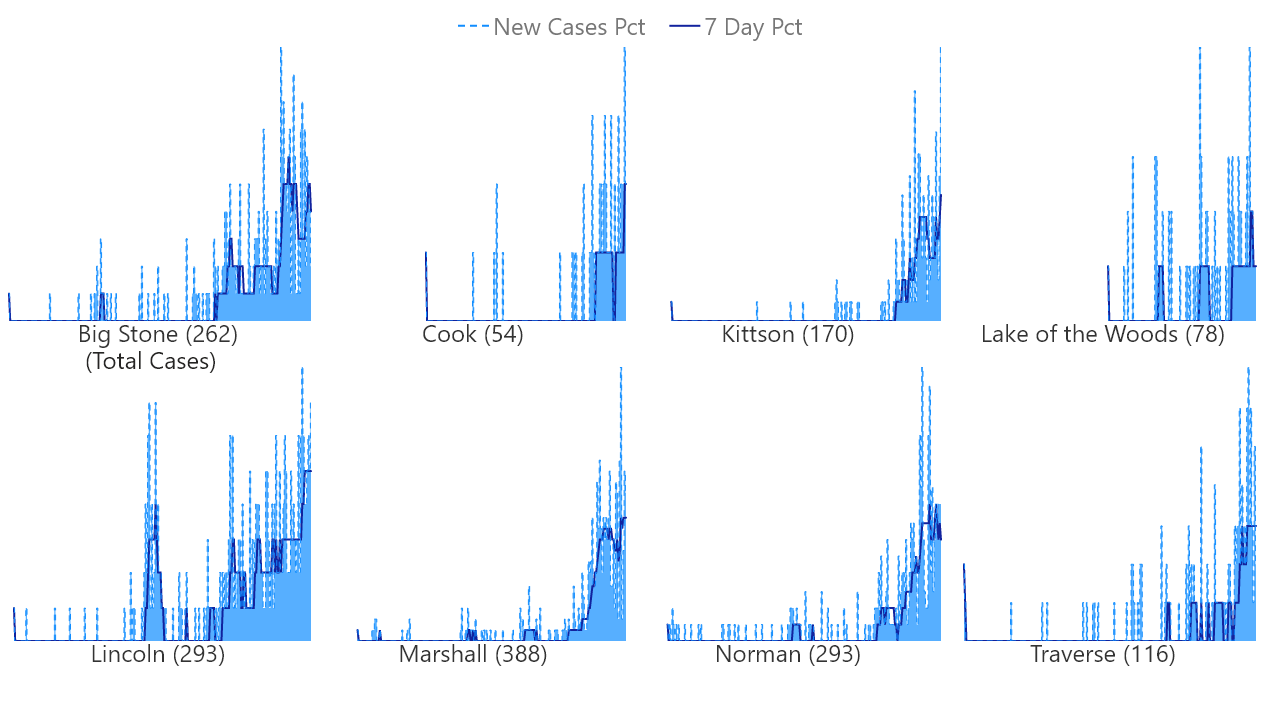 New Cases Pct 7 Day Pct
Big Stone (262) Cook (54) Kittson (170) Lake of the Woods (78)
(Total Cases)
Lincoln (293) Marshall (388) Norman (293) Traverse (116)